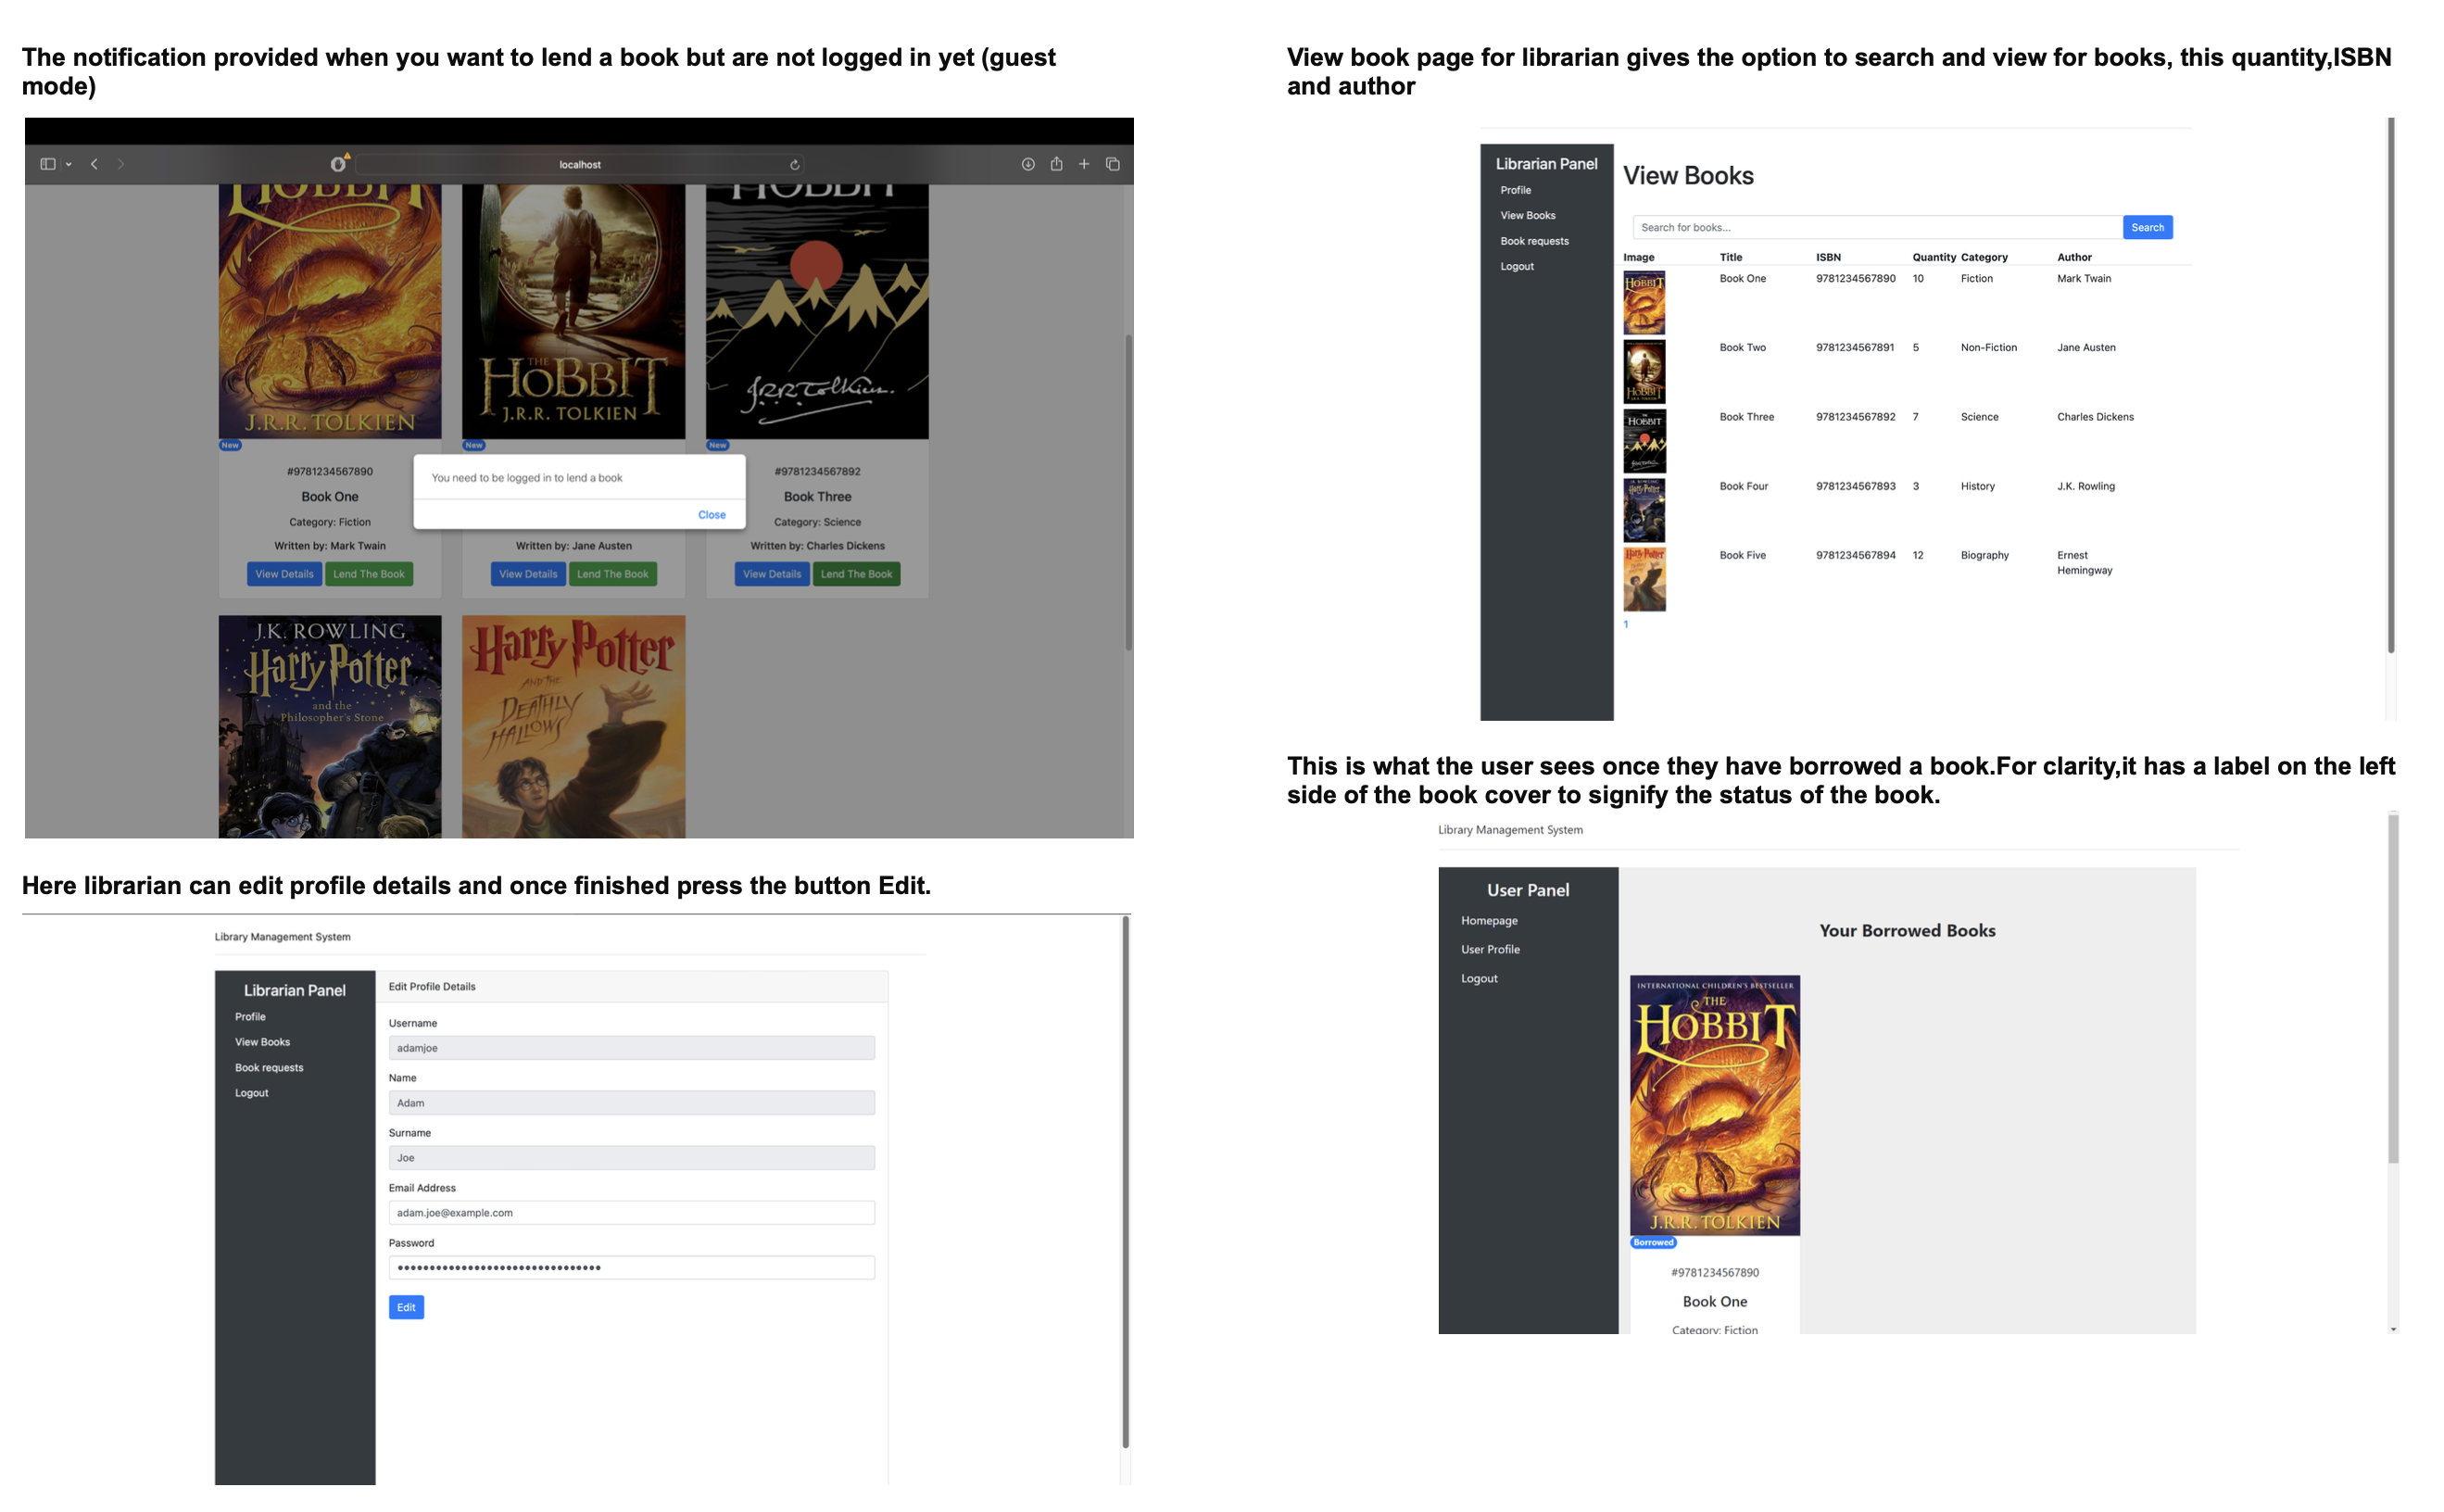 The notification provided when you want to lend a book but are not logged in yet (guest
mode)
localhost
HOBBIT
HOBBIT
J.R.R. TOLKIEN
THE
HOBBIT
J.R.R. TOLKIEN
J.R.R. Tolkien.
New
New
New
#9781234567890
#9781234567892
You need to be logged in to lend a book
Close
Book One
Book Three
Category: Fiction
Category: Science
Written by: Mark Twain
Written by: Jane Austen
Written by: Charles Dickens
View Details
Lend The Book
View Details
Lend The Book
View Details
Lend The Book
J.K. ROWLING
Harry Potter
and the
Philosopher's Stone
Harry Potter
AND THE
DEATHLY
HALLOWS
Here librarian can edit profile details and once finished press the button Edit.
Library Management System
Librarian Panel
Profile
View Books
Book requests
Logout
Edit Profile Details
Username
adamjoe
Name
Adam
Surname
Joe
Email Address
adam.joe@example.com
Password
Edit
View book page for librarian gives the option to search and view for books, this quantity,ISBN
and author
Librarian Panel
Profile
View Books
Book requests
Logout
View Books
Search for books...
Search
Image Title ISBN Quantity Category Author
HOBBIT
Book One 9781234567890 10 Fiction Mark Twain
HOBBIT
Book Two 9781234567891 5 Non-Fiction Jane Austen
HOBBIT
Book Three 9781234567892 7 Science Charles Dickens
Harry Potter
Book Four 9781234567893 3 History J.K. Rowling
Harry Potter
Book Five 9781234567894 12 Biography Ernest
Hemingway
1
This is what the user sees once they have borrowed a book.For clarity,it has a label on the left
side of the book cover to signify the status of the book.
Library Management System
User Panel
Homepage
User Profile
Logout
Your Borrowed Books
INTERNATIONAL CHILDREN'S BESTSELLER
THE
HOBBIT
J.R.R. TOLKIEN
Borrowed
#9781234567890
Book One
Category: Fiction